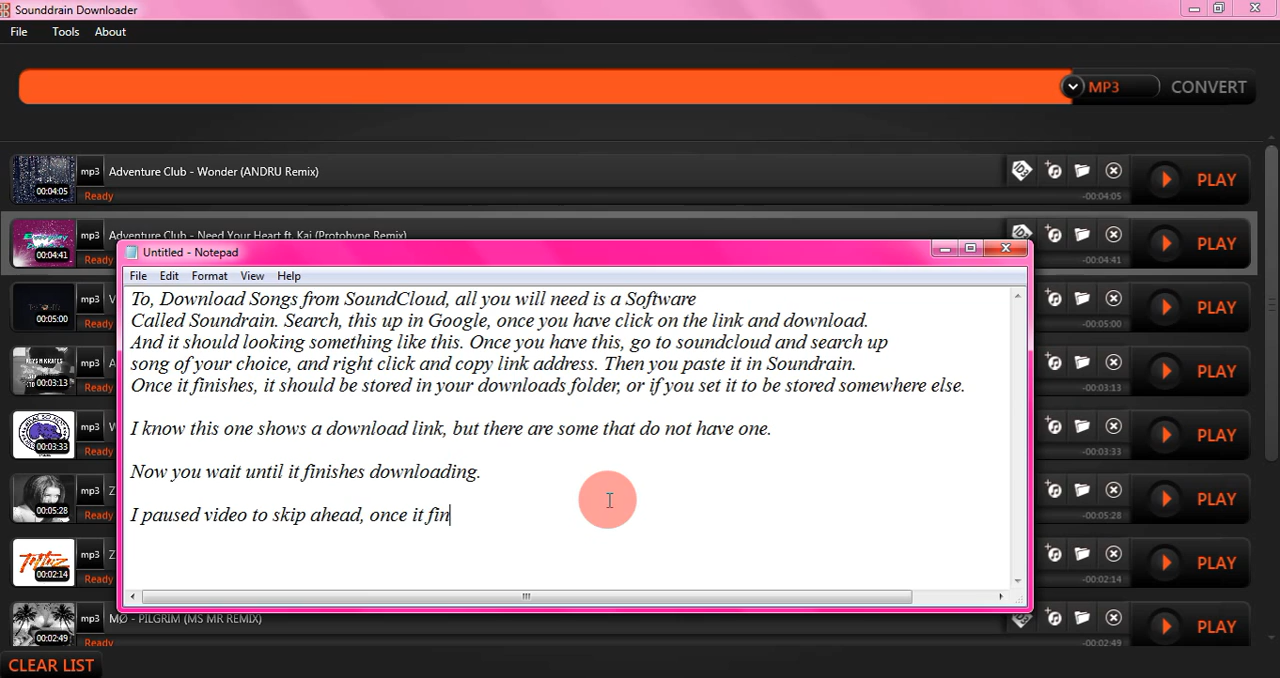 Sounddrain Downloader
File Tools About
MP3 CONVERT
mp3 Adventure Club - Wonder (ANDRU Remix)
00:04:05 Ready -00:04:05 PLAY
mp3 Adventure Club - Need Your Heart ft. Kai (Protohype Remix)
00:04:41 Ready -00:04:41 PLAY
Untitled - Notepad
File Edit Format View Help
To, Download Songs from SoundCloud, all you will need is a Software
Called Soundrain. Search, this up in Google, once you have click on the link and download.
And it should looking something like this. Once you have this, go to soundcloud and search up
song of your choice, and right click and copy link address. Then you paste it in Soundrain.
Once it finishes, it should be stored in your downloads folder, or if you set it to be stored somewhere else.
I know this one shows a download link, but there are some that do not have one.
Now you wait until it finishes downloading.
I paused video to skip ahead, once it fin
mp3 V
00:05:00 Ready -00:05:00 PLAY
mp3 A
00:03:13 Ready -00:03:13 PLAY
mp3 W
00:03:33 Ready -00:03:33 PLAY
mp3 Z
00:05:28 Ready -00:05:28 PLAY
mp3 Z
00:02:14 Ready -00:02:14 PLAY
mp3 MØ - PILGRIM (MS MR REMIX)
00:02:49 Ready -00:02:49 PLAY
CLEAR LIST